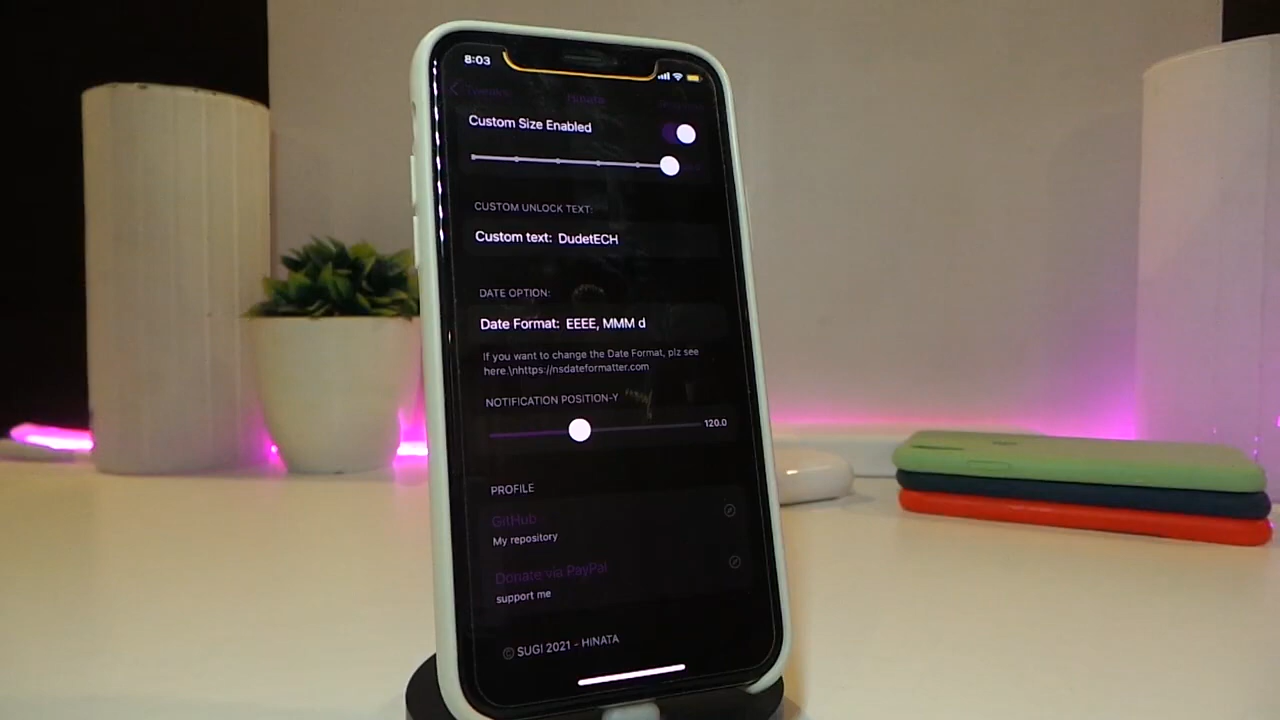 8:03
Tweaks Hinata
Custom Size Enabled
CUSTOM UNLOCK TEXT:
Custom text: DudetECH
DATE OPTION:
Date Format: EEEE, MMM d
If you want to change the Date Format, plz see
here.\nhttps://nsdateformatter.com
NOTIFICATION POSITION-Y
120.0
PROFILE
GitHub
My repository
Donate via PayPal
support me
© SUGI 2021 - HiNATA